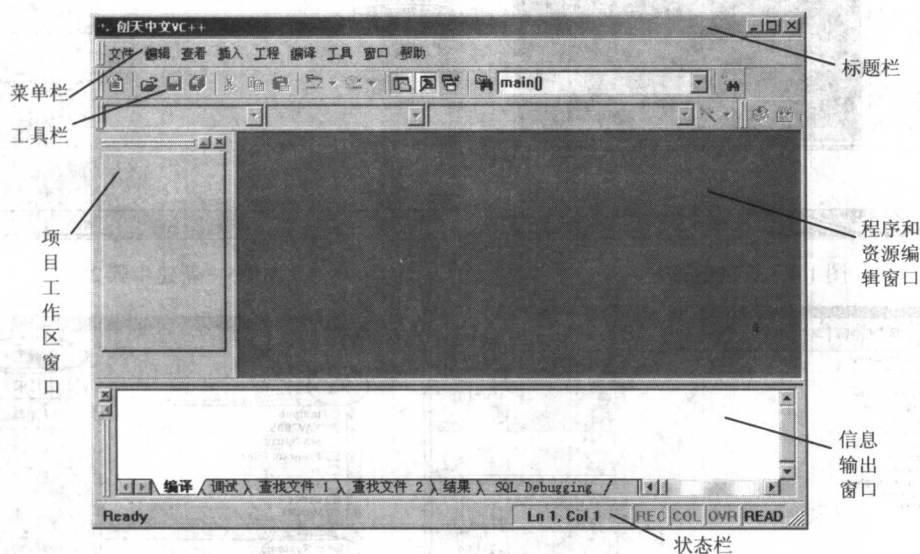 创天中文VC++
文件 编辑 查看 插入 工程 编译 工具 窗口 帮助
main()
菜单栏
工具栏
标题栏
项目工作区窗口
程序和
资源编
辑窗口
信息
输出
窗口
编译 调试 查找文件 1 查找文件 2 结果 SQL Debugging
Ready
Ln 1, Col 1 REC COL OVR READ
状态栏